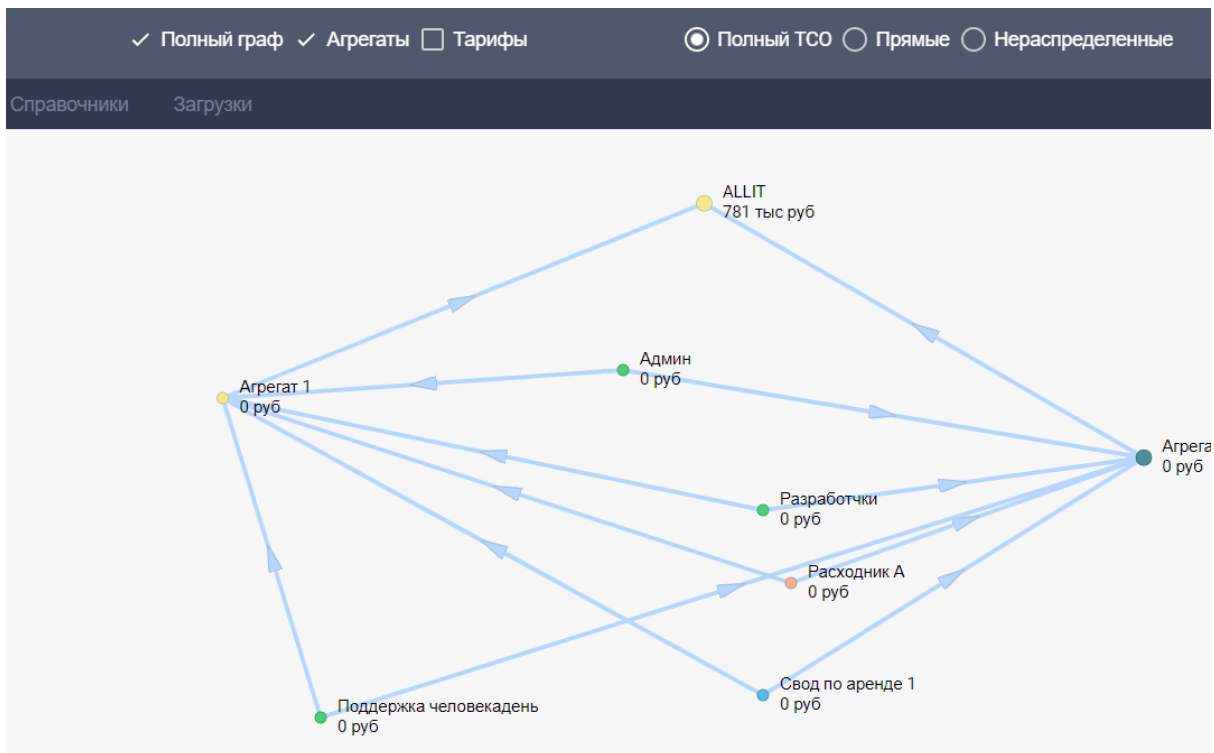 Полный граф Агрегаты Тарифы Полный ТСО Прямые Нераспределенные
Справочники Загрузки
ALLIT
781 тыс руб
Админ
0 руб
Агрегат 1
0 руб
Агрега
0 руб
Разработчки
0 руб
Расходник А
0 руб
Свод по аренде 1
0 руб
Поддержка человекадень
0 руб